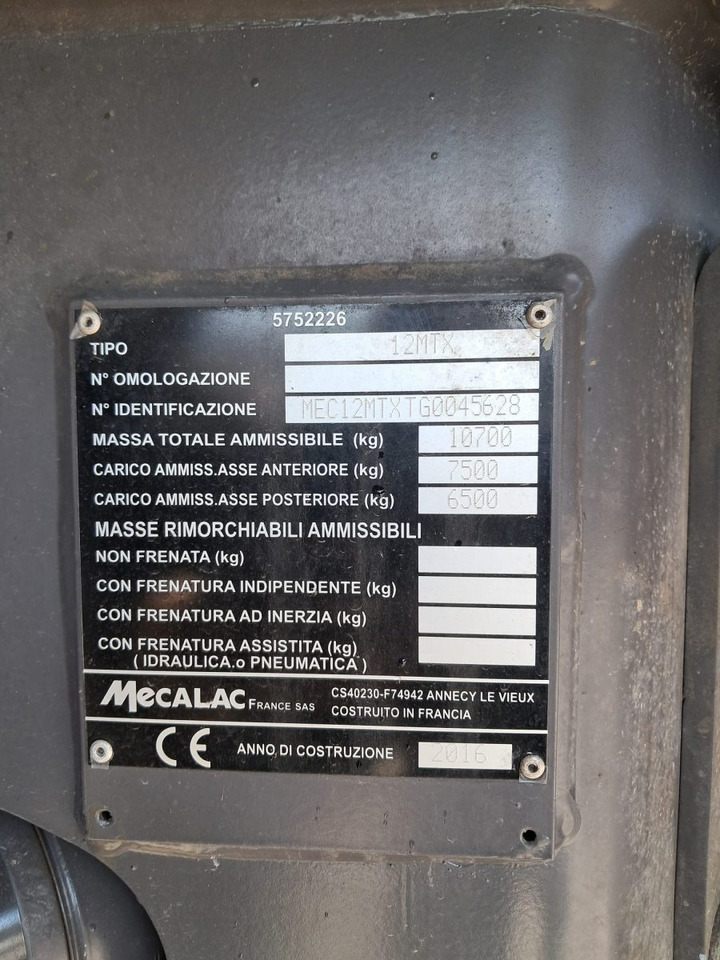 5752226
TIPO 12MTX
N° OMOLOGAZIONE
N° IDENTIFICAZIONE MEC12MTXTG0045628
MASSA TOTALE AMMISSIBILE (kg) 10700
CARICO AMMISS.ASSE ANTERIORE (kg) 7500
CARICO AMMISS.ASSE POSTERIORE (kg) 6500
MASSE RIMORCHIABILI AMMISSIBILI
NON FRENATA (kg)
CON FRENATURA INDIPENDENTE (kg)
CON FRENATURA AD INERZIA (kg)
CON FRENATURA ASSISTITA (kg)
( IDRAULICA.o PNEUMATICA )
MECALAC FRANCE SAS CS40230-F74942 ANNECY LE VIEUX
COSTRUITO IN FRANCIA
CE ANNO DI COSTRUZIONE 2016